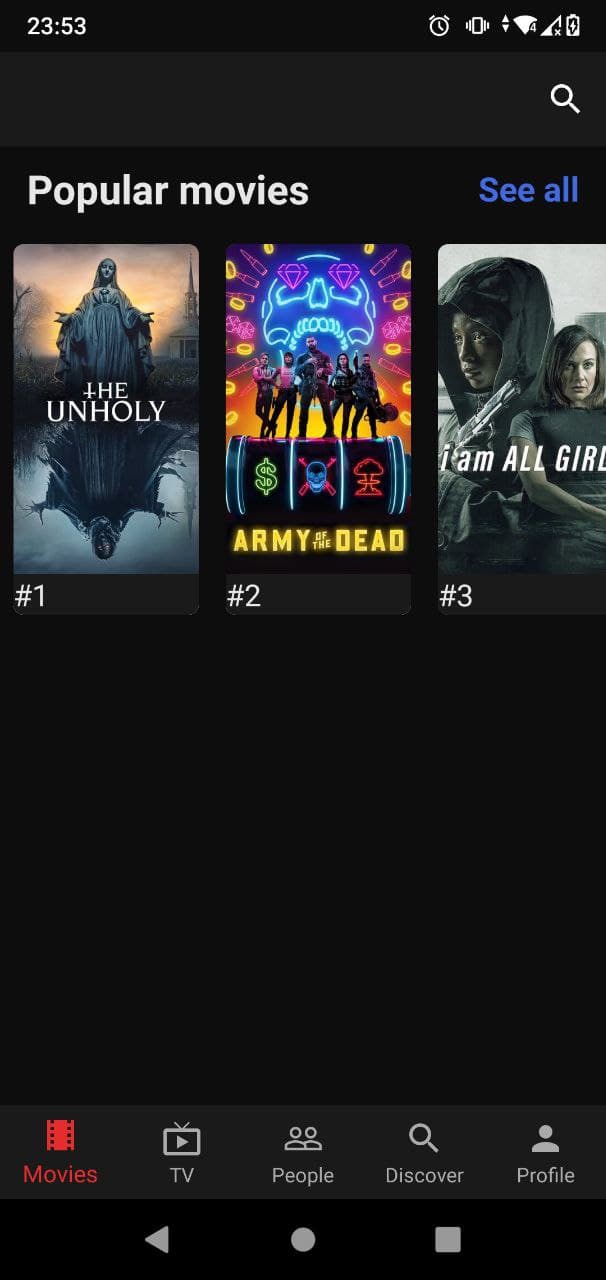 23:53
Popular movies
See all
THE
UNHOLY
ARMY OF THE DEAD
i am ALL GIRL
#1
#2
#3
Movies
TV
People
Discover
Profile